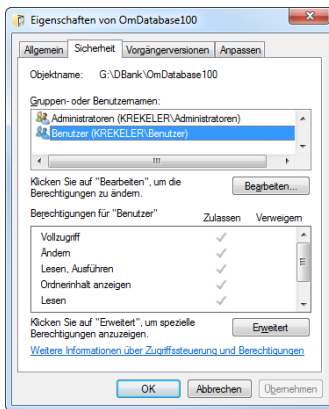 Eigenschaften von OmDatabase100
Allgemein Sicherheit Vorgängerversionen Anpassen
Objektname: G:\DBank\OmDatabase100
Gruppen- oder Benutzernamen:
Administratoren (KREKELER\Administratoren)
Benutzer (KREKELER\Benutzer)
Klicken Sie auf "Bearbeiten", um die
Berechtigungen zu ändern.
Bearbeiten...
Berechtigungen für "Benutzer" Zulassen Verweigern
Vollzugriff
Ändern
Lesen, Ausführen
Ordnerinhalt anzeigen
Lesen
Klicken Sie auf "Erweitert", um spezielle
Berechtigungen anzuzeigen.
Erweitert
Weitere Informationen über Zugriffssteuerung und Berechtigungen
OK Abbrechen Übernehmen